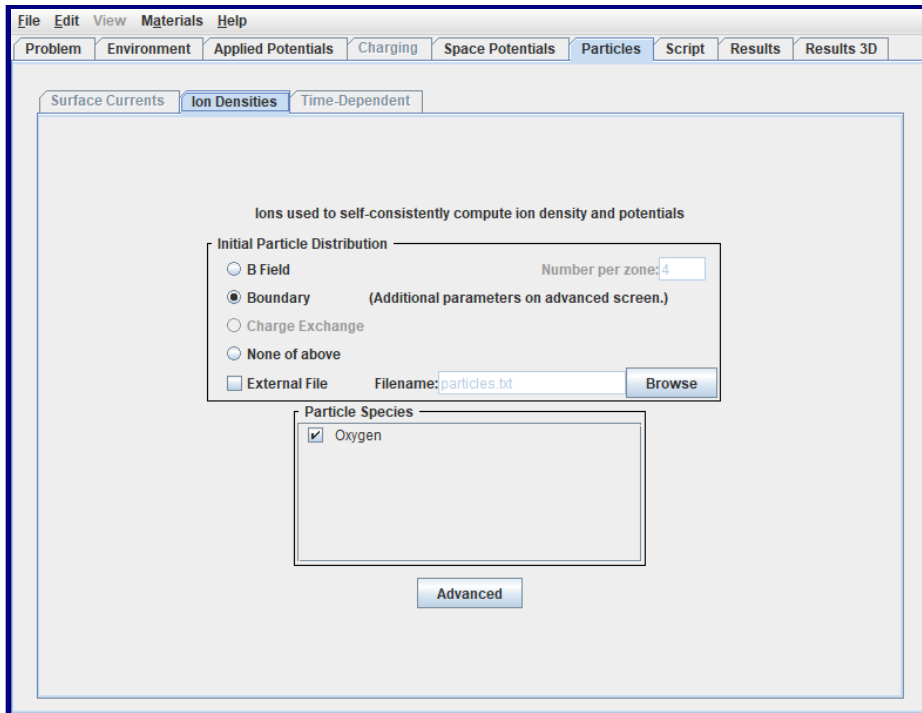 File Edit View Materials Help
Problem Environment Applied Potentials Charging Space Potentials Particles Script Results Results 3D
Surface Currents Ion Densities Time-Dependent
Ions used to self-consistently compute ion density and potentials
Initial Particle Distribution
B Field Number per zone: 4
Boundary (Additional parameters on advanced screen.)
Charge Exchange
None of above
External File Filename: particles.txt Browse
Particle Species
Oxygen
Advanced